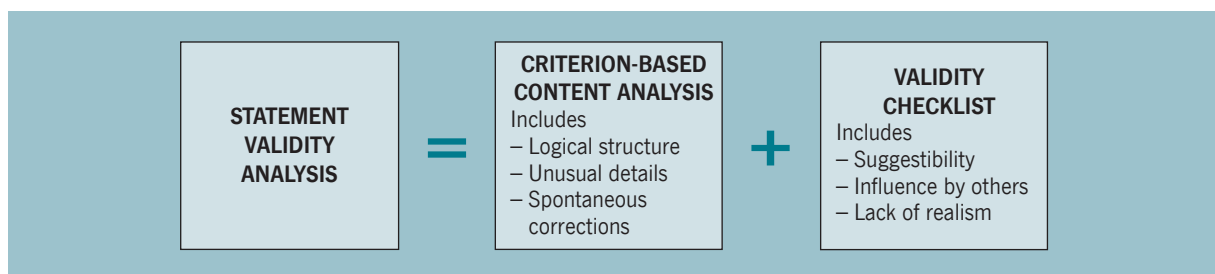 STATEMENT
VALIDITY
ANALYSIS
=
CRITERION-BASED
CONTENT ANALYSIS
Includes
– Logical structure
– Unusual details
– Spontaneous
corrections
+
VALIDITY
CHECKLIST
Includes
– Suggestibility
– Influence by others
– Lack of realism